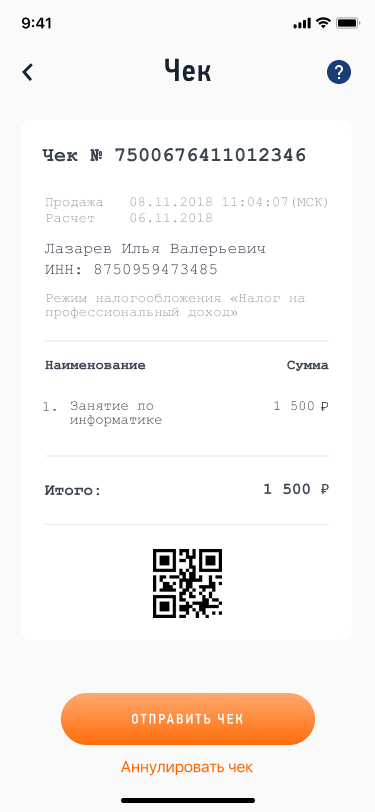 9:41
Чек
?
Чек № 7500676411012346
Продажа 08.11.2018 11:04:07(МСК)
Расчет 06.11.2018
Лазарев Илья Валерьевич
ИНН: 8750959473485
Режим налогообложения «Налог на
профессиональный доход»
Наименование Сумма
1. Занятие по 1 500 ₽
информатике
Итого: 1 500 ₽
ОТПРАВИТЬ ЧЕК
Аннулировать чек